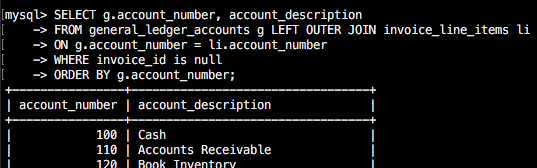 mysql> SELECT g.account_number, account_description
-> FROM general_ledger_accounts g LEFT OUTER JOIN invoice_line_items li
-> ON g.account_number = li.account_number
-> WHERE invoice_id is null
-> ORDER BY g.account_number;
+----------------+------------------------------+
| account_number | account_description |
+----------------+------------------------------+
| 100 | Cash |
| 110 | Accounts Receivable |
| 120 | Book Inventory |